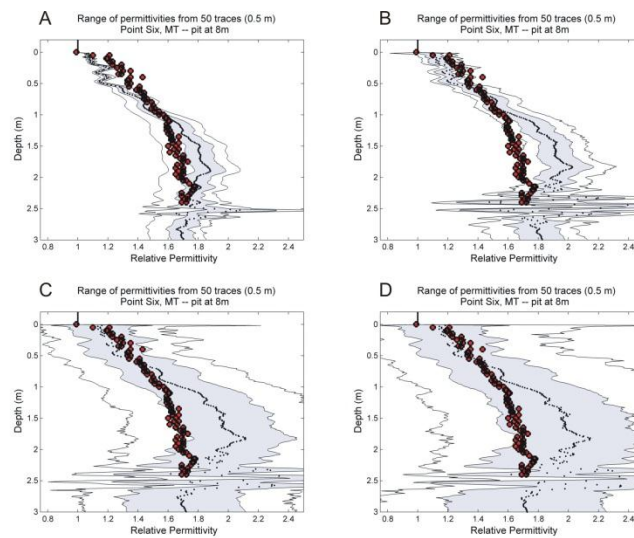 A
Range of permittivities from 50 traces (0.5 m)
Point Six, MT -- pit at 8m
0
0.5
1
1.5
2
2.5
3
Depth (m)
0.8 1 1.2 1.4 1.6 1.8 2 2.2 2.4
Relative Permittivity
B
Range of permittivities from 50 traces (0.5 m)
Point Six, MT -- pit at 8m
0
0.5
1
1.5
2
2.5
3
Depth (m)
0.8 1 1.2 1.4 1.6 1.8 2 2.2 2.4
Relative Permittivity
C
Range of permittivities from 50 traces (0.5 m)
Point Six, MT -- pit at 8m
0
0.5
1
1.5
2
2.5
3
Depth (m)
0.8 1 1.2 1.4 1.6 1.8 2 2.2 2.4
Relative Permittivity
D
Range of permittivities from 50 traces (0.5 m)
Point Six, MT -- pit at 8m
0
0.5
1
1.5
2
2.5
3
Depth (m)
0.8 1 1.2 1.4 1.6 1.8 2 2.2 2.4
Relative Permittivity